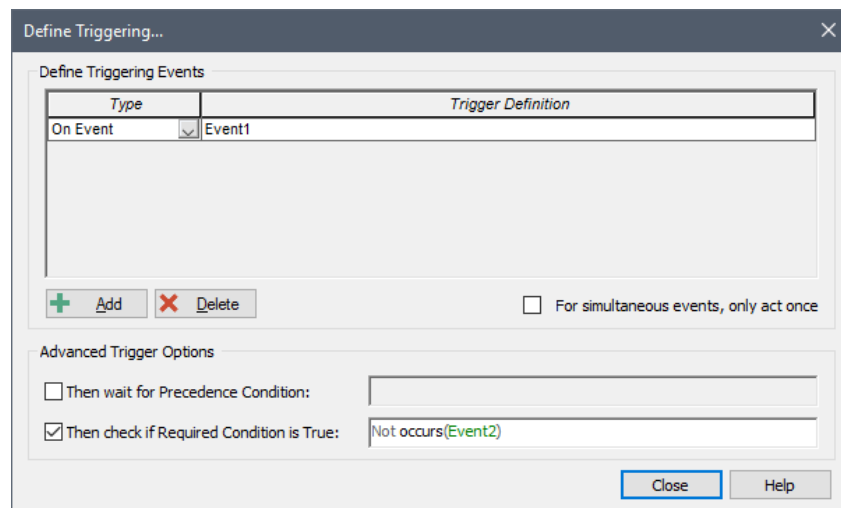 Define Triggering...
Define Triggering Events
Type Trigger Definition
On Event Event1
Add Delete For simultaneous events, only act once
Advanced Trigger Options
Then wait for Precedence Condition:
Then check if Required Condition is True: Not occurs(Event2)
Close Help